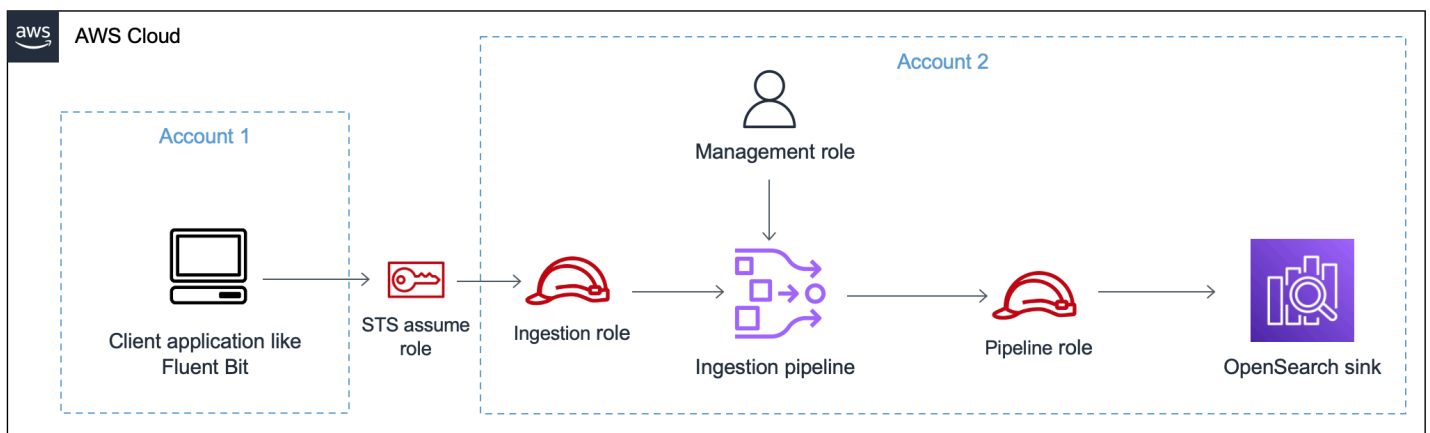 aws
AWS Cloud
Account 2
Account 1
Management role
Client application like
Fluent Bit
STS assume
role
Ingestion role
Ingestion pipeline
Pipeline role
OpenSearch sink